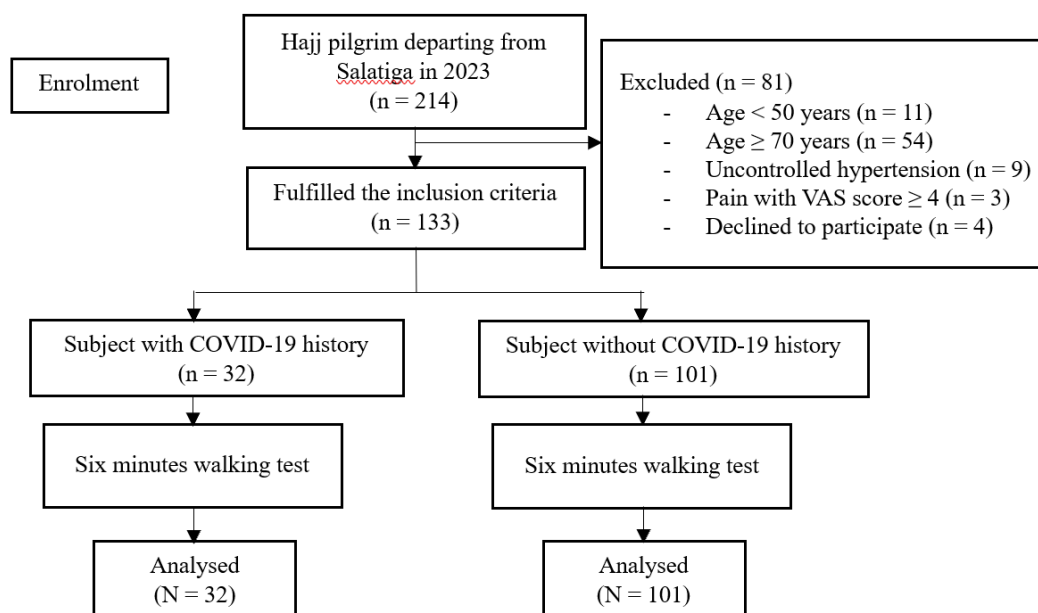 Enrolment
Hajj pilgrim departing from
Salatiga in 2023
(n = 214)
Excluded (n = 81)
- Age < 50 years (n = 11)
- Age ≥ 70 years (n = 54)
- Uncontrolled hypertension (n = 9)
- Pain with VAS score ≥ 4 (n = 3)
- Declined to participate (n = 4)
Fulfilled the inclusion criteria
(n = 133)
Subject with COVID-19 history
(n = 32)
Subject without COVID-19 history
(n = 101)
Six minutes walking test
Six minutes walking test
Analysed
(N = 32)
Analysed
(N = 101)